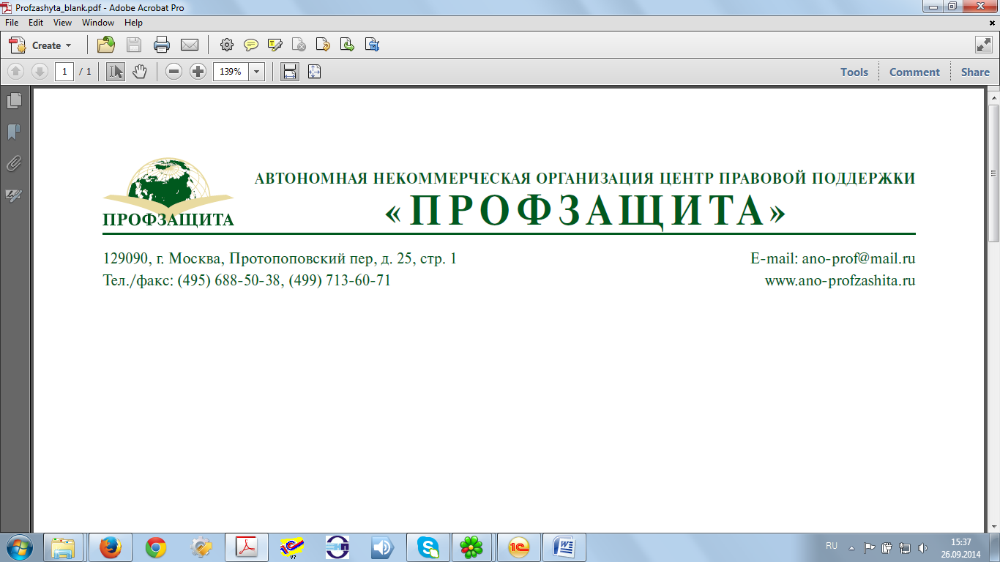 Profzashyta_blank.pdf - Adobe Acrobat Pro
File Edit View Window Help
Create
1 / 1 139% Tools Comment Share
АВТОНОМНАЯ НЕКОММЕРЧЕСКАЯ ОРГАНИЗАЦИЯ ЦЕНТР ПРАВОВОЙ ПОДДЕРЖКИ
«ПРОФЗАЩИТА»
ПРОФЗАЩИТА
129090, г. Москва, Протопоповский пер, д. 25, стр. 1
E-mail: ano-prof@mail.ru
Тел./факс: (495) 688-50-38, (499) 713-60-71
www.ano-profzashita.ru
V7
1С
RU
15:37
26.09.2014